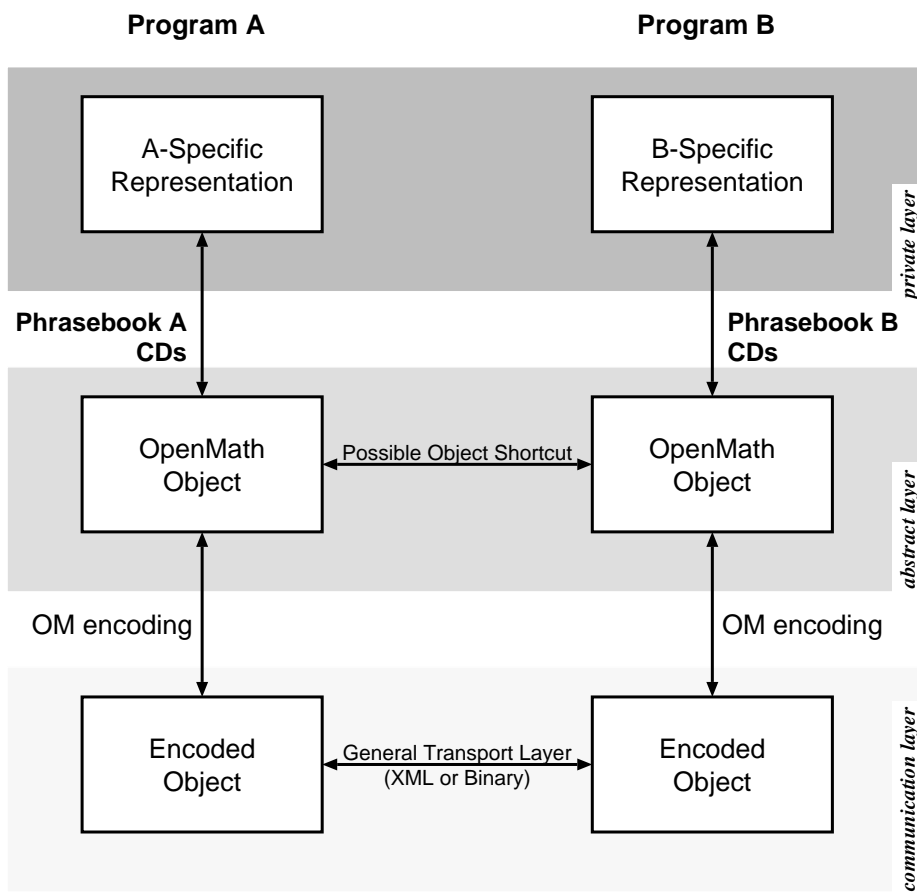 Program A
Program B
A-Specific
Representation
B-Specific
Representation
private layer
Phrasebook A
CDs
Phrasebook B
CDs
OpenMath
Object
Possible Object Shortcut
OpenMath
Object
abstract layer
OM encoding
OM encoding
Encoded
Object
General Transport Layer
(XML or Binary)
Encoded
Object
communication layer